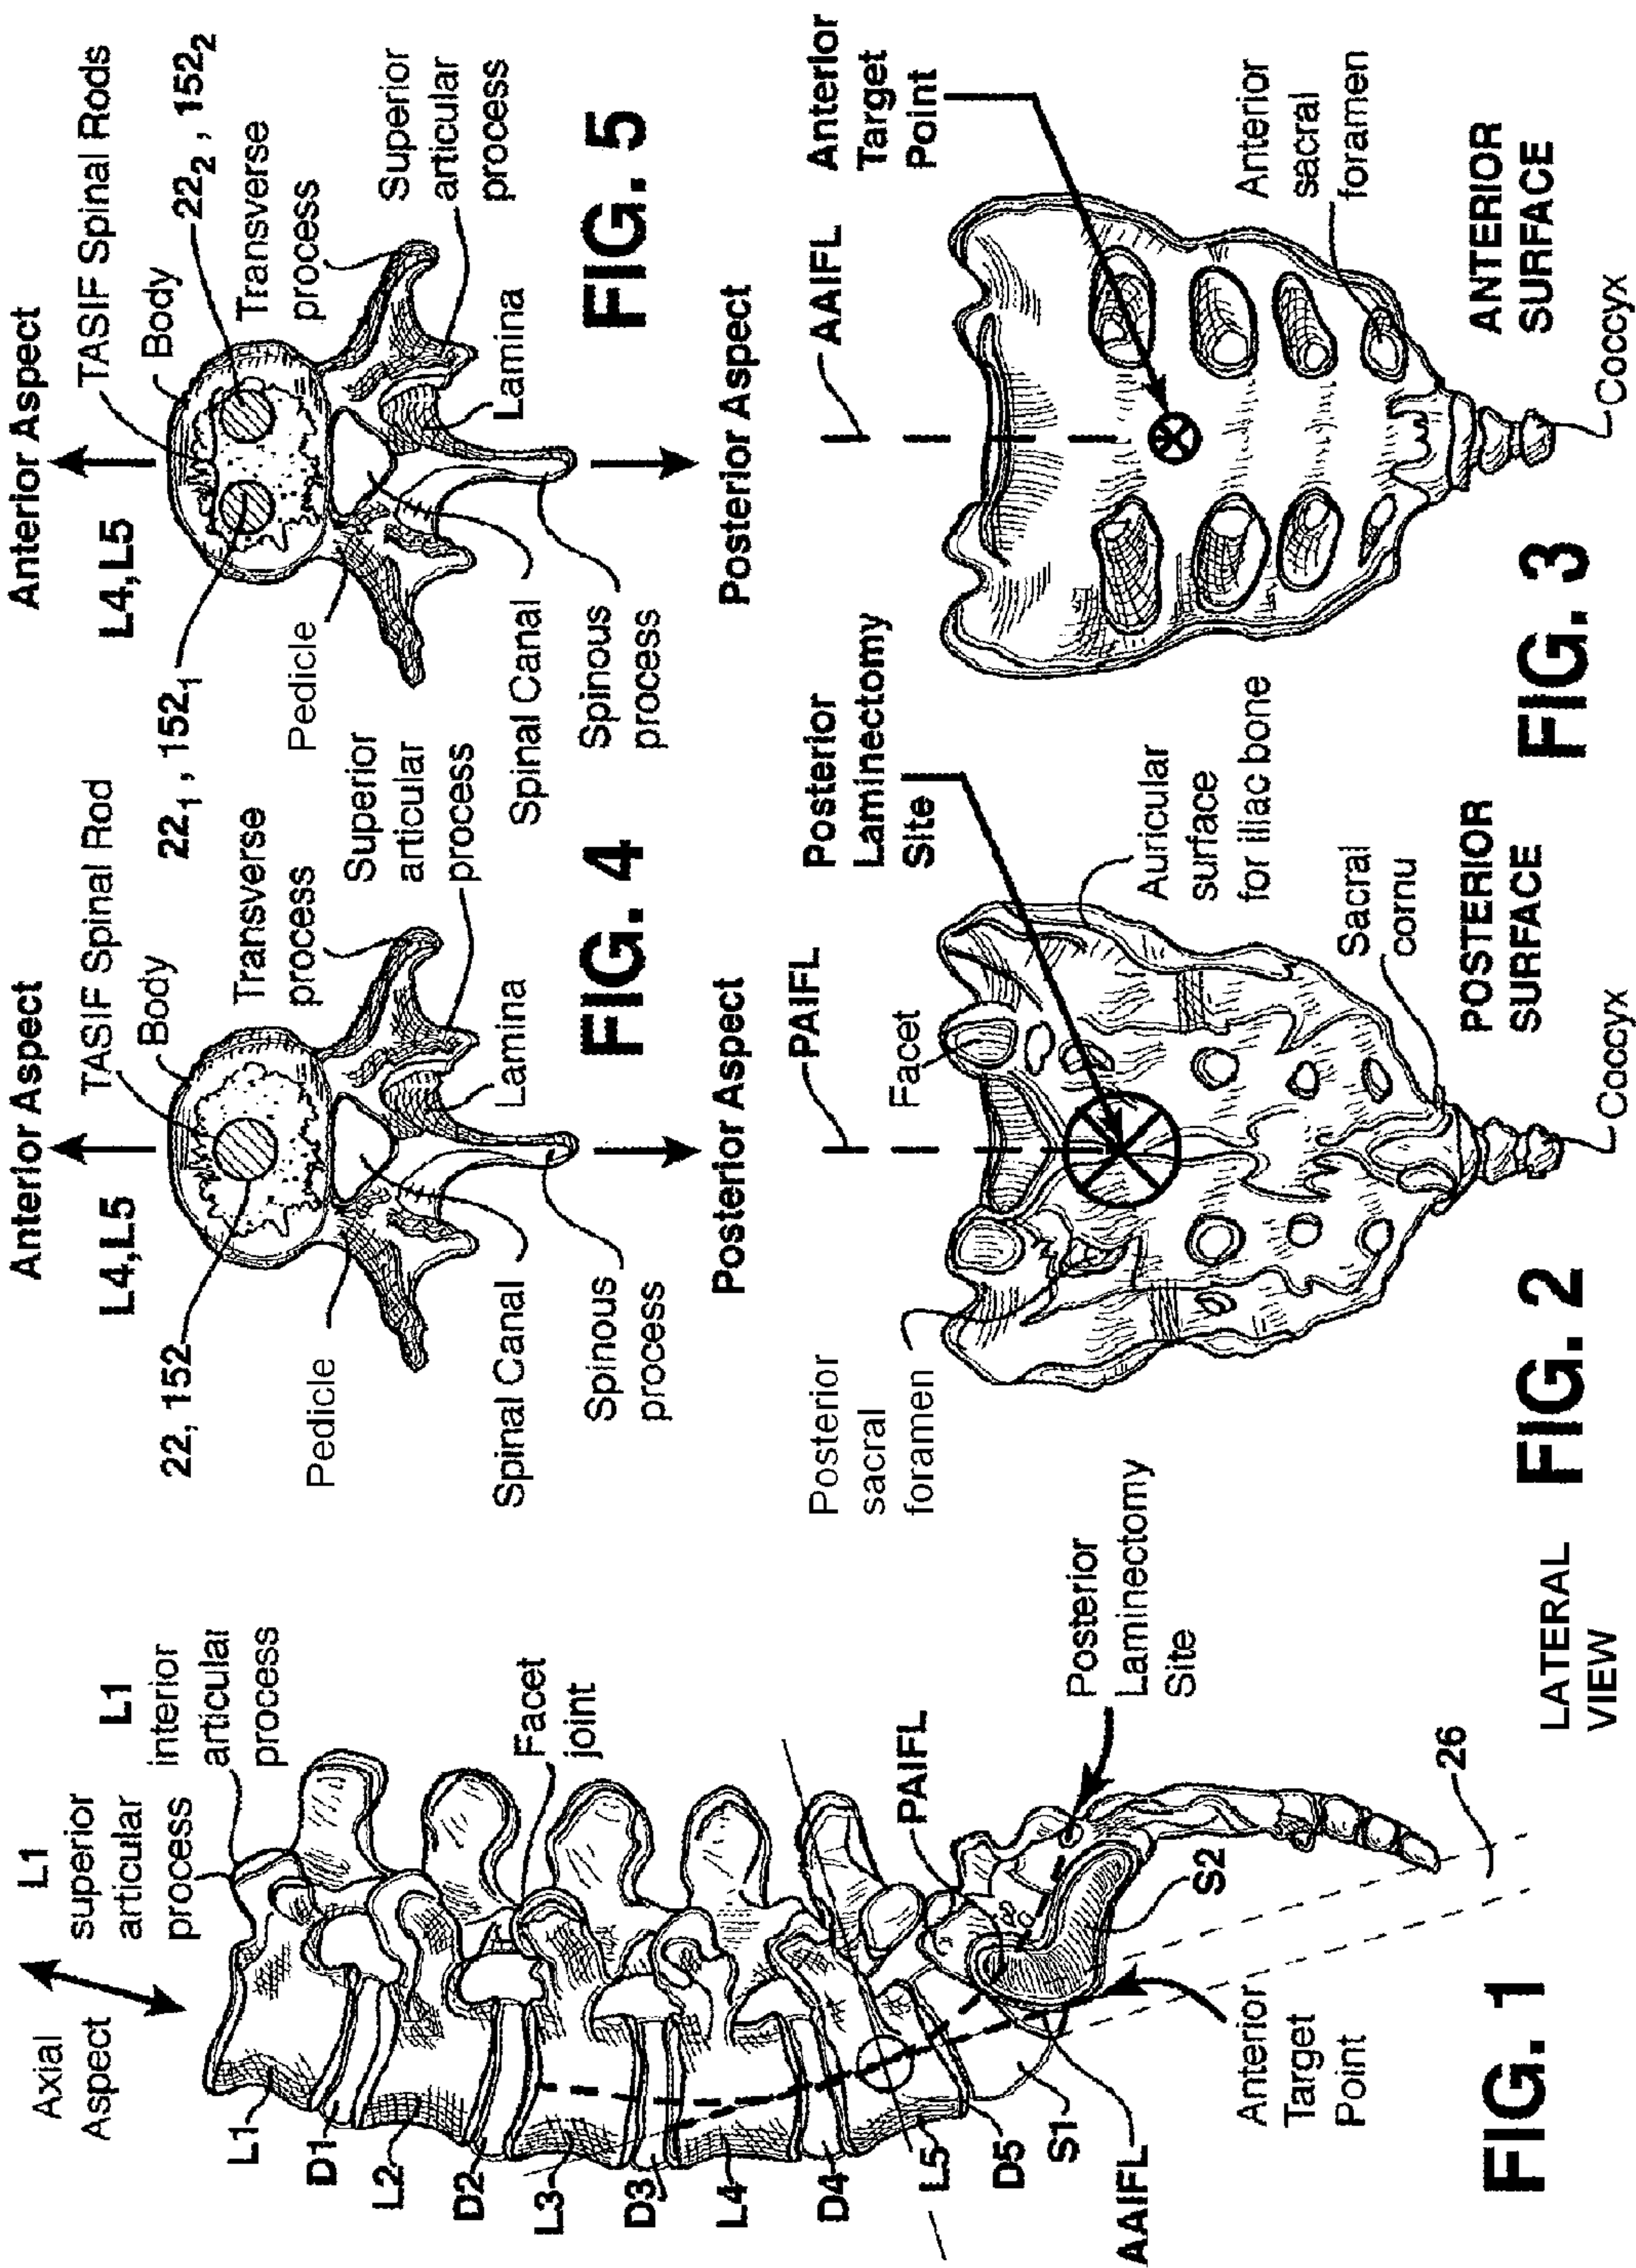 Axial
Aspect
L1
superior
articular
process
L1
interior
articular
process
L1
D1
L2
D2
L3
D3
L4
D4
L5
D5
S1
AAIFL
Facet
joint
PAIFL
Posterior
Laminectomy
Site
S2
Anterior
Target
Point
26
LATERAL
VIEW
FIG. 1
PAIFL
Posterior
Laminectomy
Site
Facet
Posterior
sacral
foramen
Auricular
surface
for illac bone
Sacral
cornu
POSTERIOR
SURFACE
Coccyx
FIG. 2
AAIFL
Anterior
Target
Point
Anterior
sacral
foramen
ANTERIOR
SURFACE
Coccyx
FIG. 3
Anterior Aspect
L4,L5
TASIF Spinal Rod
Body
22, 152
Transverse
process
Superior
articular
process
Pedicle
Lamina
Spinal Canal
Spinous
process
Posterior Aspect
FIG. 4
Anterior Aspect
L4,L5
TASIF Spinal Rods
Body
22₁, 152₁
22₂, 152₂
Transverse
process
Superior
articular
process
Pedicle
Lamina
Spinal Canal
Spinous
process
Posterior Aspect
FIG. 5